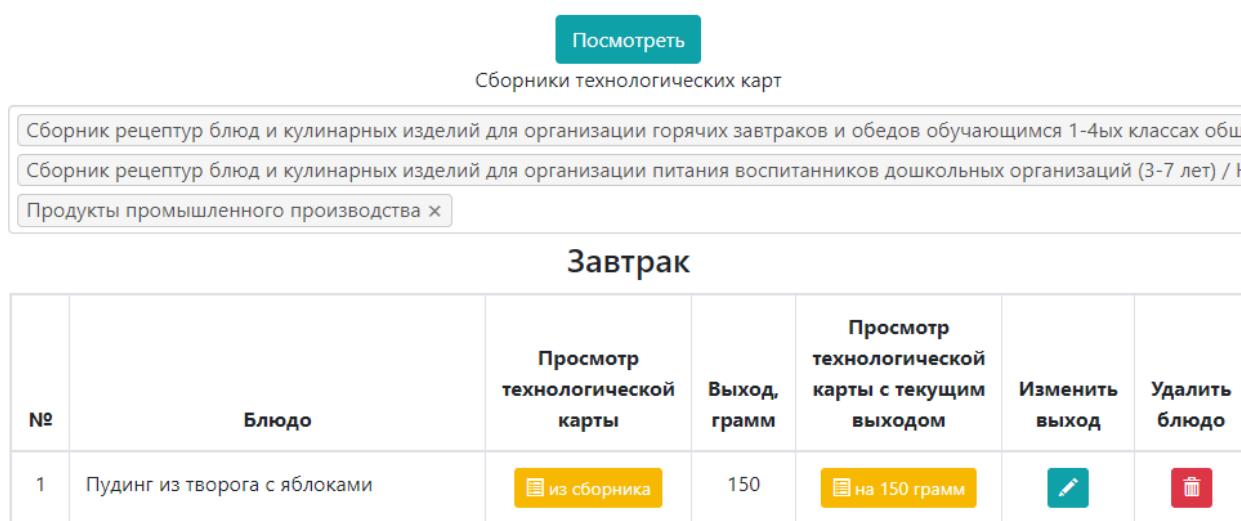 Посмотреть
Сборники технологических карт
Сборник рецептур блюд и кулинарных изделий для организации горячих завтраков и обедов обучающимся 1-4ых классах
Сборник рецептур блюд и кулинарных изделий для организации питания воспитанников дошкольных организаций (3-7 лет) /
Продукты промышленного производства ×
Завтрак
№ Блюдо Просмотр технологической карты Выход, грамм Просмотр технологической карты с текущим выходом Изменить выход Удалить блюдо
1 Пудинг из творога с яблоками из сборника 150 на 150 грамм